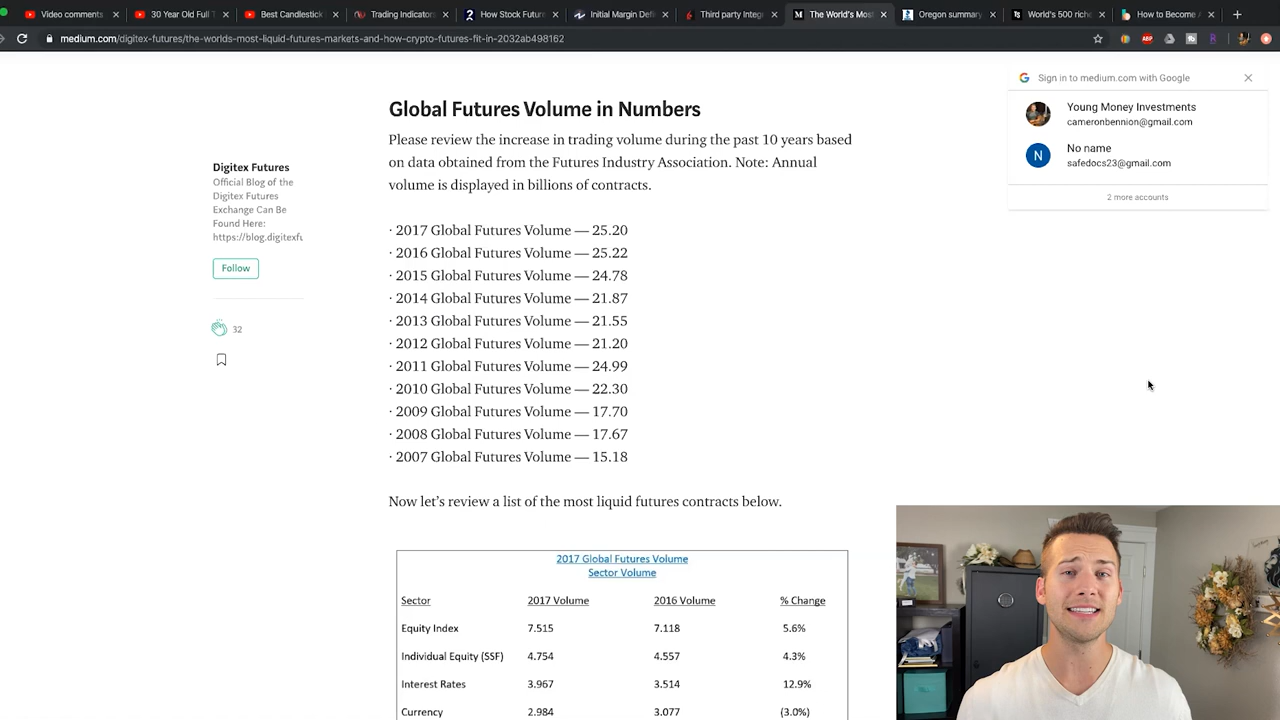 Video comments
30 Year Old Full T
Best Candlestick
Trading Indicators
How Stock Future
Initial Margin Defi
Third party Integ
The World's Most
Oregon summary
World's 500 riche
How to Become A
medium.com/digitex-futures/the-worlds-most-liquid-futures-markets-and-how-crypto-futures-fit-in-2032ab498162
ABP
Sign in to medium.com with Google
Young Money Investments
cameronbennion@gmail.com
N
No name
safedocs23@gmail.com
2 more accounts
Digitex Futures
Official Blog of the
Digitex Futures
Exchange Can Be
Found Here:
https://blog.digitexfu
Follow
32
Global Futures Volume in Numbers
Please review the increase in trading volume during the past 10 years based
on data obtained from the Futures Industry Association. Note: Annual
volume is displayed in billions of contracts.
· 2017 Global Futures Volume — 25.20
· 2016 Global Futures Volume — 25.22
· 2015 Global Futures Volume — 24.78
· 2014 Global Futures Volume — 21.87
· 2013 Global Futures Volume — 21.55
· 2012 Global Futures Volume — 21.20
· 2011 Global Futures Volume — 24.99
· 2010 Global Futures Volume — 22.30
· 2009 Global Futures Volume — 17.70
· 2008 Global Futures Volume — 17.67
· 2007 Global Futures Volume — 15.18
Now let's review a list of the most liquid futures contracts below.
2017 Global Futures Volume
Sector Volume
Sector 2017 Volume 2016 Volume % Change
Equity Index 7.515 7.118 5.6%
Individual Equity (SSF) 4.754 4.557 4.3%
Interest Rates 3.967 3.514 12.9%
Currency 2.984 3.077 (3.0%)